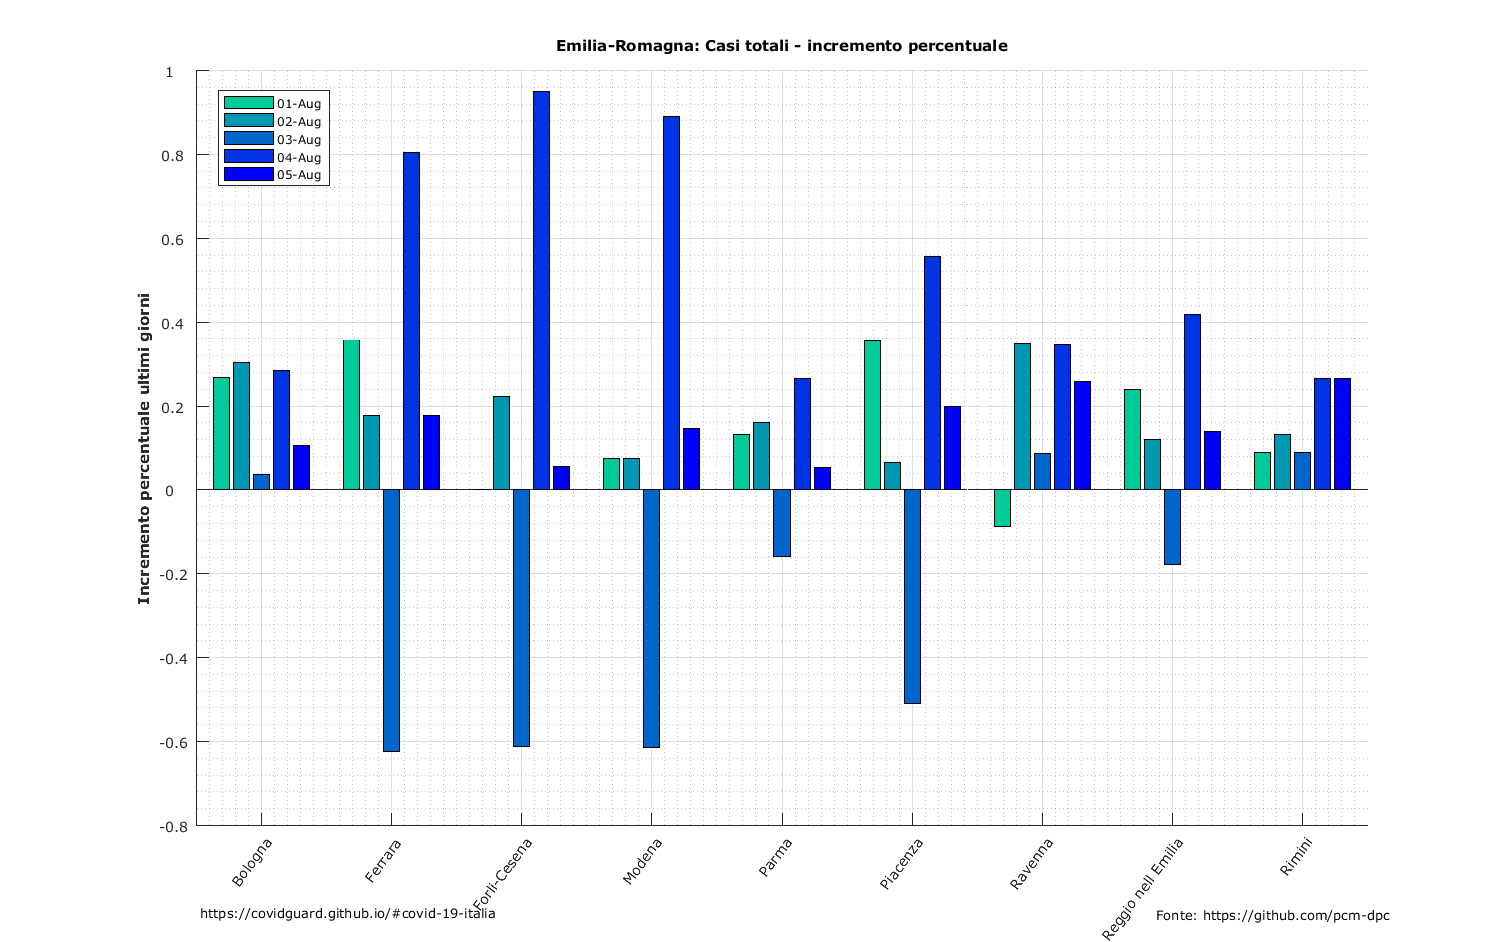 Emilia-Romagna: Casi totali - incremento percentuale
1
0.8
0.6
0.4
0.2
0
-0.2
-0.4
-0.6
-0.8
Incremento percentuale ultimi giorni
01-Aug
02-Aug
03-Aug
04-Aug
05-Aug
Bologna
Ferrara
Forlì-Cesena
Modena
Parma
Piacenza
Ravenna
Reggio nell Emilia
Rimini
https://covidguard.github.io/#covid-19-italia
Fonte: https://github.com/pcm-dpc